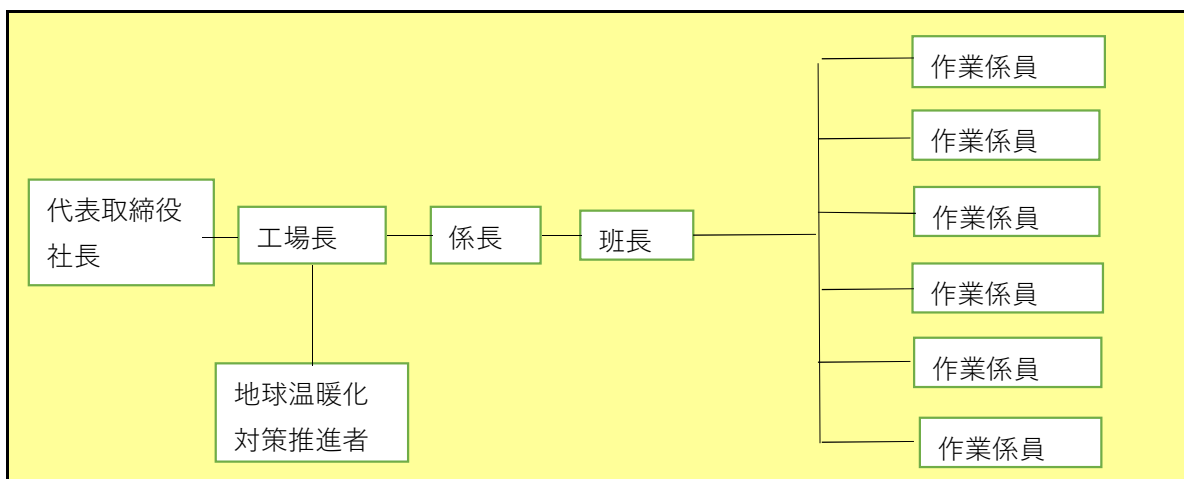 代表取締役
社長
工場長
係長
班長
地球温暖化
対策推進者
作業係員
作業係員
作業係員
作業係員
作業係員
作業係員